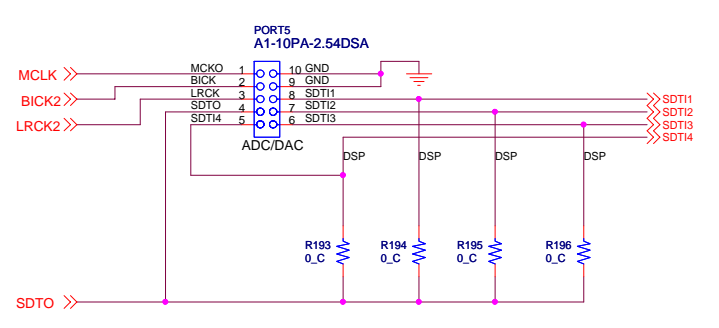 PORT5
A1-10PA-2.54DSA
MCLK
MCKO 1 10 GND
BICK 2 9 GND
BICK2
LRCK 3 8 SDTI1
SDTI1
SDTO 4 7 SDTI2
SDTI2
LRCK2
SDTI4 5 6 SDTI3
SDTI3
SDTI4
ADC/DAC
DSP DSP DSP DSP
R193 R194 R195 R196
0_C 0_C 0_C 0_C
SDTO